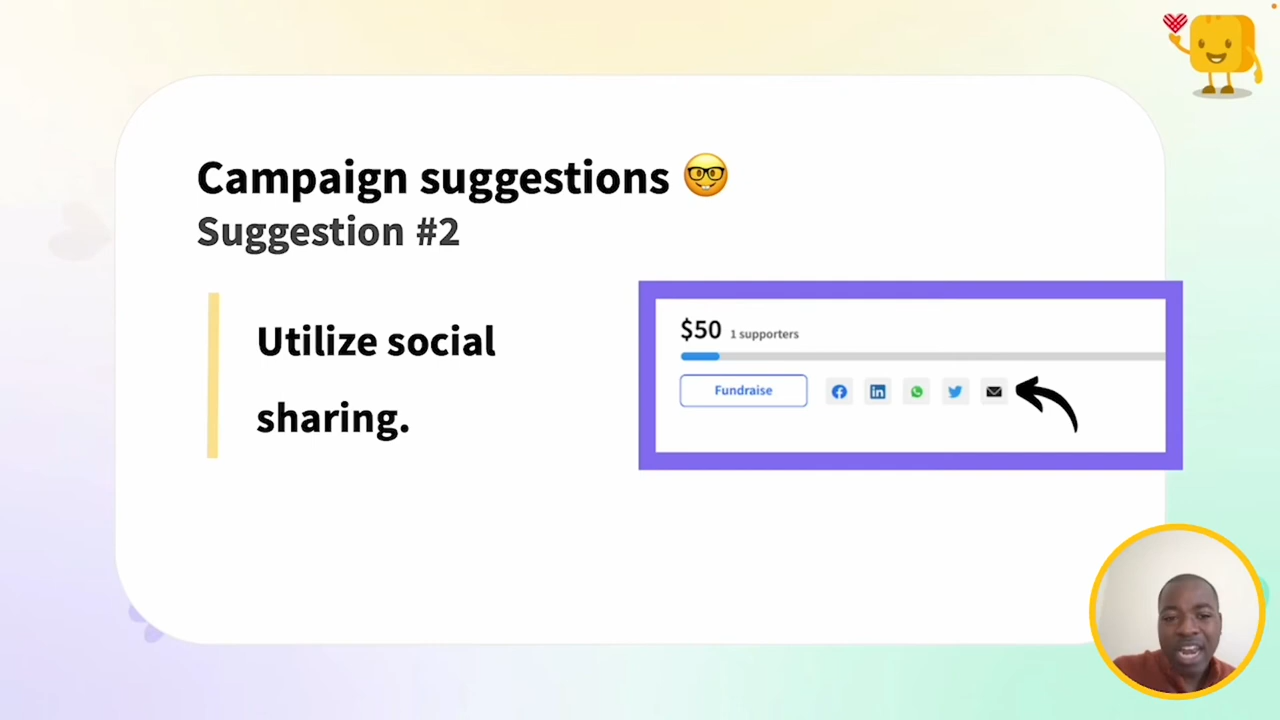 Campaign suggestions 🤓
Suggestion #2
Utilize social
sharing.
$50 1 supporters
Fundraise